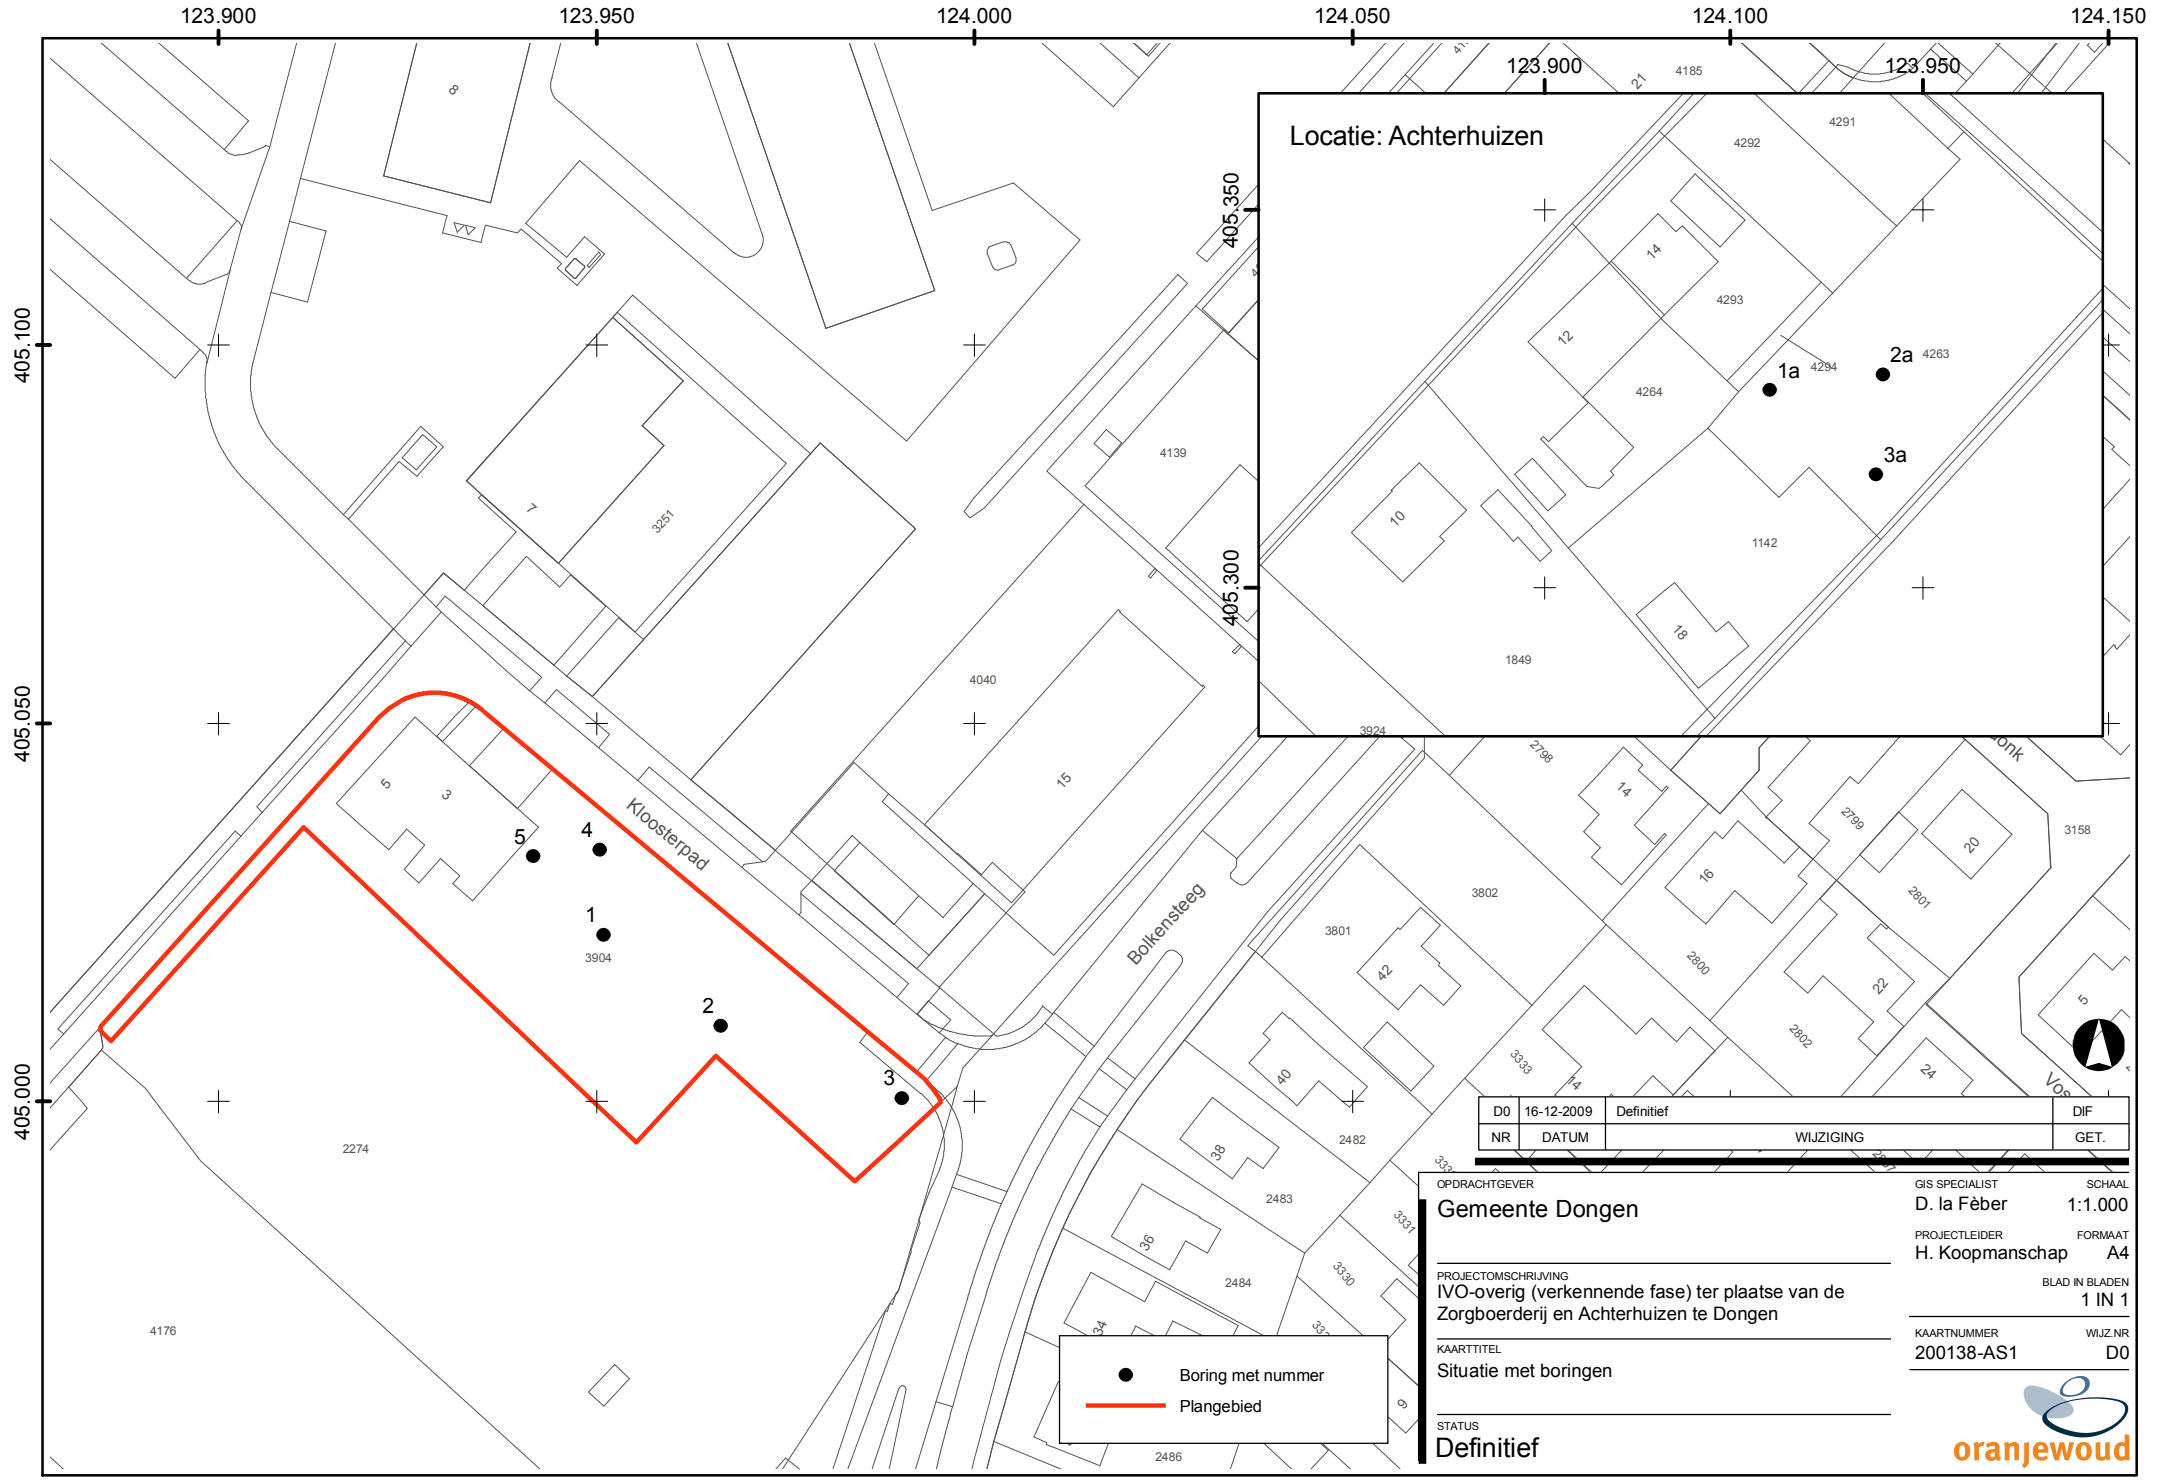 123.900
123.950
124.000
124.050
124.100
124.150
405.100
405.050
405.000
8
7
3251
4139
4040
15
5
3
Kloosterpad
Bolkensteeg
5
4
1
3904
2
3
2274
4176
21
4185
Locatie: Achterhuizen
123.900
123.950
405.350
405.300
4291
4292
14
4293
12
4264
4294
1a
2a
4263
3a
10
1142
18
1849
3924
2798
14
2799
20
3158
16
2801
3802
3801
42
2800
22
2802
5
24
40
3333
14
38
2482
2483
3331
36
3330
2484
34
9
2486
Boring met nummer
Plangebied
D0 16-12-2009 Definitief DIF
NR DATUM WIJZIGING GET.
OPDRACHTGEVER
Gemeente Dongen
PROJECTOMSCHRIJVING
IVO-overig (verkennende fase) ter plaatse van de
Zorgboerderij en Achterhuizen te Dongen
KAARTTITEL
Situatie met boringen
STATUS
Definitief
GIS SPECIALIST SCHAAL
D. la Fèber 1:1.000
PROJECTLEIDER FORMAAT
H. Koopmanschap A4
BLAD IN BLADEN
1 IN 1
KAARTNUMMER WIJZ.NR
200138-AS1 D0
oranjewoud